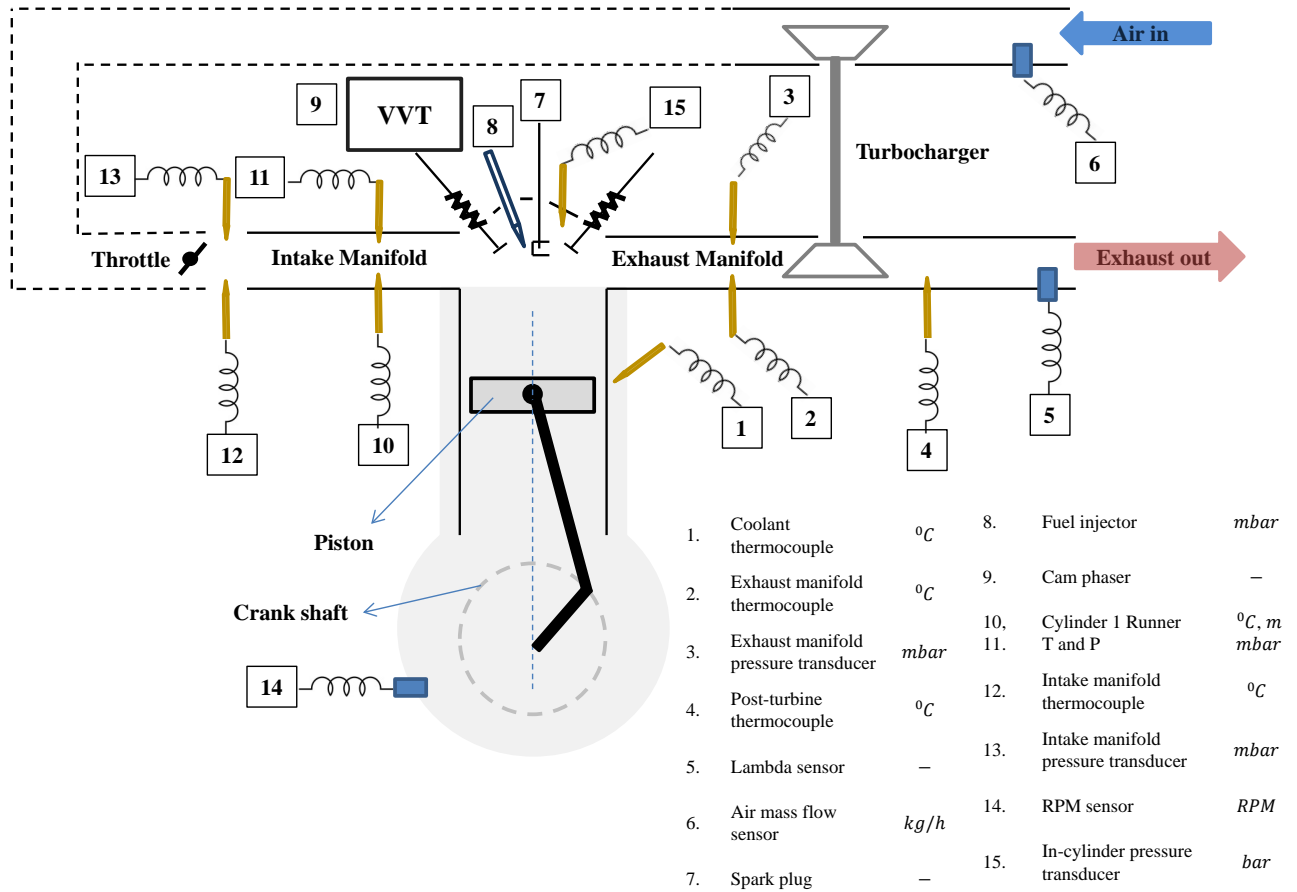 Air in
9
VVT
8
7
15
3
6
Turbocharger
13
11
Throttle
Intake Manifold
Exhaust Manifold
Exhaust out
12
10
1
2
4
5
Piston
Crank shaft
14
1. Coolant thermocouple ⁰C
2. Exhaust manifold thermocouple ⁰C
3. Exhaust manifold pressure transducer mbar
4. Post-turbine thermocouple ⁰C
5. Lambda sensor –
6. Air mass flow sensor kg/h
7. Spark plug –
8. Fuel injector mbar
9. Cam phaser –
10, Cylinder 1 Runner ⁰C, m
11. T and P mbar
12. Intake manifold thermocouple ⁰C
13. Intake manifold pressure transducer mbar
14. RPM sensor RPM
15. In-cylinder pressure transducer bar